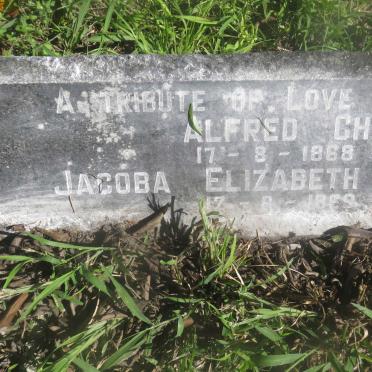 A TRIBUTE OF LOVE
ALFRED CH
17 - 8 - 1868
JACOBA ELIZABETH